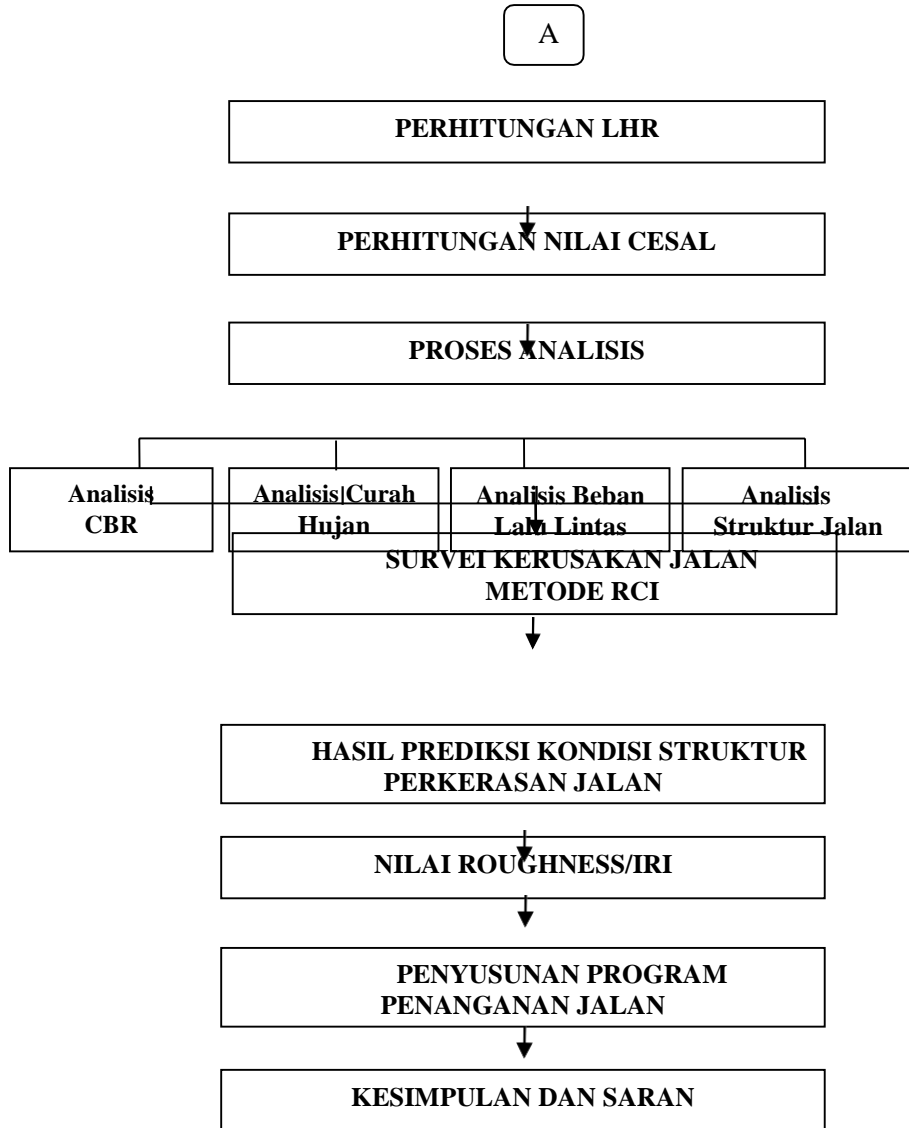 A
PERHITUNGAN LHR
PERHITUNGAN NILAI CESAL
PROSES ANALISIS
Analisis
CBR
Analisis Curah
Hujan
Analisis Beban
Lalu Lintas
Analisis
Struktur Jalan
SURVEI KERUSAKAN JALAN
METODE RCI
HASIL PREDIKSI KONDISI STRUKTUR
PERKERASAN JALAN
NILAI ROUGHNESS/IRI
PENYUSUNAN PROGRAM
PENANGANAN JALAN
KESIMPULAN DAN SARAN